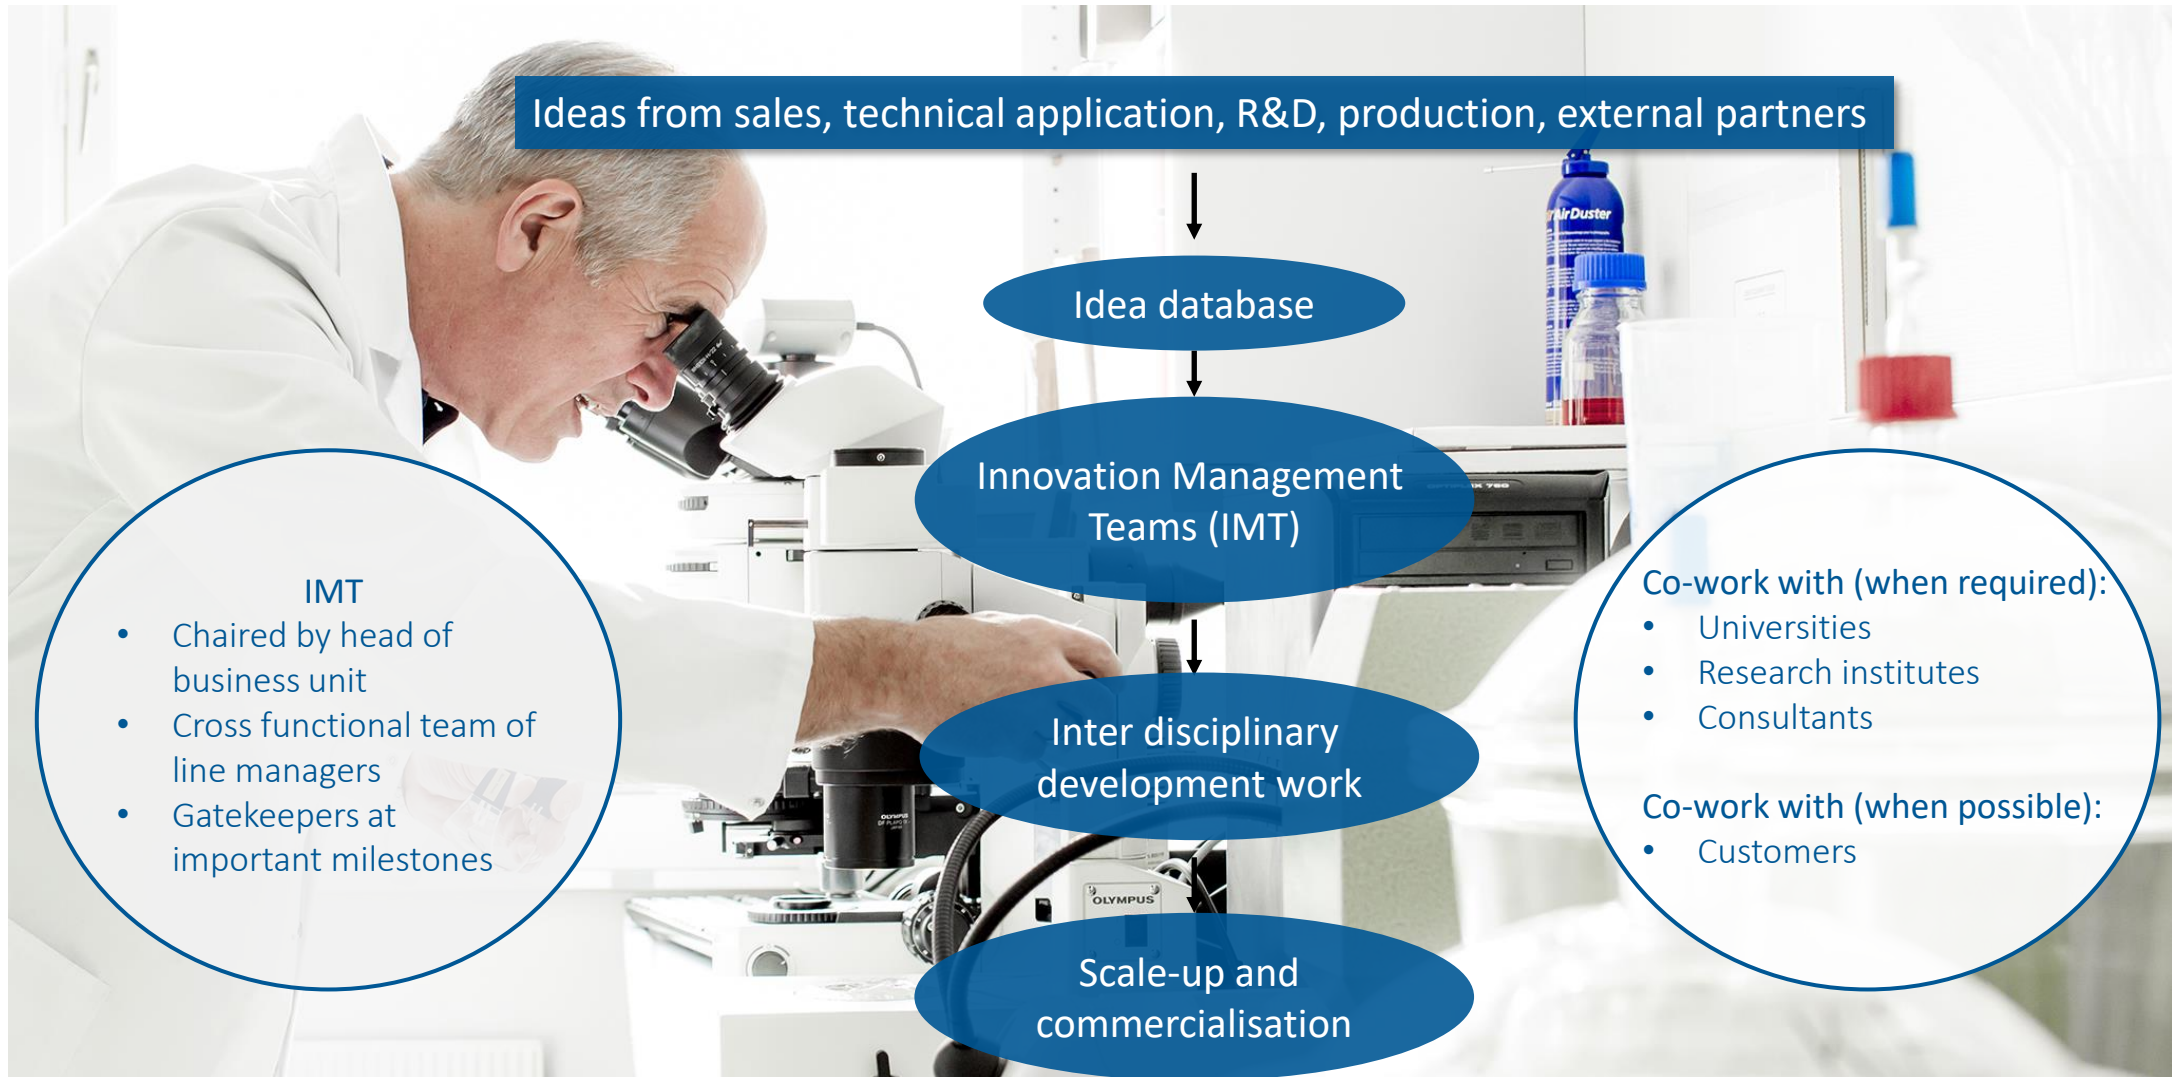 Ideas from sales, technical application, R&D, production, external partners
AirDuster
Idea database
Innovation Management
Teams (IMT)
IMT
• Chaired by head of
business unit
• Cross functional team of
line managers
• Gatekeepers at
important milestones
Co-work with (when required):
• Universities
• Research institutes
• Consultants
Co-work with (when possible):
• Customers
Inter disciplinary
development work
OLYMPUS
OLYMPUS
Scale-up and
commercialisation